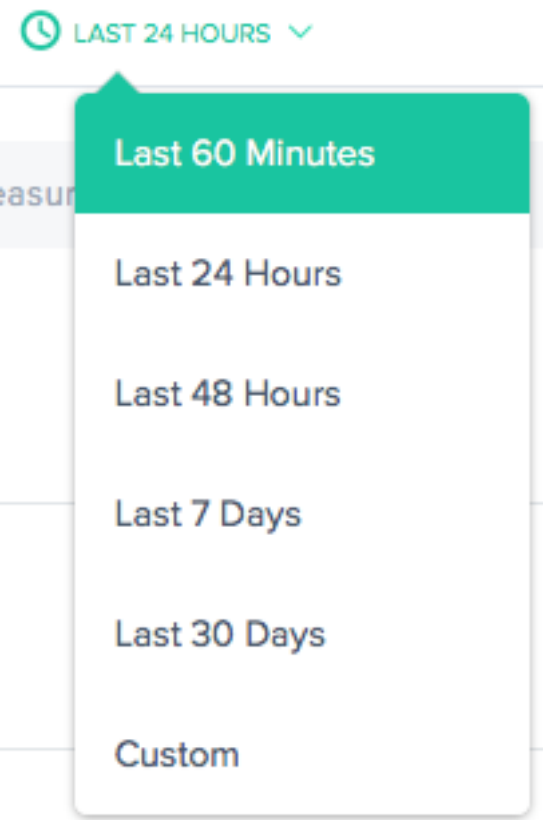 LAST 24 HOURS
Last 60 Minutes
Last 24 Hours
Last 48 Hours
Last 7 Days
Last 30 Days
Custom